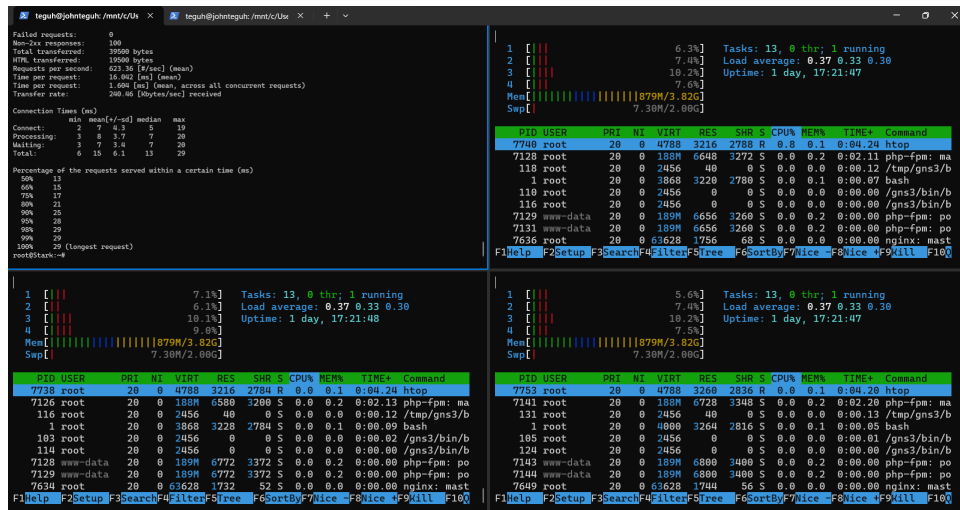 teguh@johnteguh: /mnt/c/Us × teguh@johnteguh: /mnt/c/Use × + ∨ − □ ×
Failed requests: 0
Non-2xx responses: 100
Total transferred: 39500 bytes
HTML transferred: 19500 bytes
Requests per second: 623.36 [#/sec] (mean)
Time per request: 16.042 [ms] (mean)
Time per request: 1.604 [ms] (mean, across all concurrent requests)
Transfer rate: 240.46 [Kbytes/sec] received
Connection Times (ms)
min mean[+/-sd] median max
Connect: 2 7 4.3 5 19
Processing: 3 8 3.7 7 20
Waiting: 3 7 3.4 7 20
Total: 6 15 6.1 13 29
Percentage of the requests served within a certain time (ms)
50% 13
66% 15
75% 17
80% 21
90% 25
95% 28
98% 29
99% 29
100% 29 (longest request)
root@Stark:~#
1 [||| 6.3%] Tasks: 13, 0 thr; 1 running
2 [|| 7.4%] Load average: 0.37 0.33 0.30
3 [||| 10.2%] Uptime: 1 day, 17:21:47
4 [||| 7.6%]
Mem[||||||||||||||||||879M/3.82G]
Swp[| 7.30M/2.00G]
PID USER PRI NI VIRT RES SHR S CPU% MEM% TIME+ Command
7740 root 20 0 4788 3216 2788 R 0.8 0.1 0:04.24 htop
7128 root 20 0 188M 6648 3272 S 0.0 0.2 0:02.11 php-fpm: ma
118 root 20 0 2456 40 0 S 0.0 0.0 0:00.12 /tmp/gns3/b
1 root 20 0 3868 3220 2780 S 0.0 0.1 0:00.07 bash
110 root 20 0 2456 0 0 S 0.0 0.0 0:00.00 /gns3/bin/b
116 root 20 0 2456 0 0 S 0.0 0.0 0:00.00 /gns3/bin/b
7129 www-data 20 0 189M 6656 3260 S 0.0 0.2 0:00.00 php-fpm: po
7131 www-data 20 0 189M 6656 3260 S 0.0 0.2 0:00.00 php-fpm: po
7636 root 20 0 63628 1756 68 S 0.0 0.0 0:00.00 nginx: mast
F1Help F2Setup F3SearchF4FilterF5Tree F6SortByF7Nice -F8Nice +F9Kill F10Q
1 [||| 7.1%] Tasks: 13, 0 thr; 1 running
2 [|| 6.1%] Load average: 0.37 0.33 0.30
3 [|||| 10.1%] Uptime: 1 day, 17:21:48
4 [|||| 9.0%]
Mem[||||||||||||||||||879M/3.82G]
Swp[| 7.30M/2.00G]
PID USER PRI NI VIRT RES SHR S CPU% MEM% TIME+ Command
7738 root 20 0 4788 3216 2784 R 0.0 0.1 0:04.24 htop
7126 root 20 0 188M 6580 3200 S 0.0 0.2 0:02.13 php-fpm: ma
116 root 20 0 2456 40 0 S 0.0 0.0 0:00.12 /tmp/gns3/b
1 root 20 0 3868 3228 2784 S 0.0 0.1 0:00.09 bash
103 root 20 0 2456 0 0 S 0.0 0.0 0:00.02 /gns3/bin/b
114 root 20 0 2456 0 0 S 0.0 0.0 0:00.00 /gns3/bin/b
7128 www-data 20 0 189M 6772 3372 S 0.0 0.2 0:00.00 php-fpm: po
7129 www-data 20 0 189M 6772 3372 S 0.0 0.2 0:00.00 php-fpm: po
7634 root 20 0 63628 1732 52 S 0.0 0.0 0:00.00 nginx: mast
F1Help F2Setup F3SearchF4FilterF5Tree F6SortByF7Nice -F8Nice +F9Kill F10Q
1 [||| 5.6%] Tasks: 13, 0 thr; 1 running
2 [||| 7.4%] Load average: 0.37 0.33 0.30
3 [||| 10.2%] Uptime: 1 day, 17:21:47
4 [||| 7.5%]
Mem[||||||||||||||||||879M/3.82G]
Swp[| 7.30M/2.00G]
PID USER PRI NI VIRT RES SHR S CPU% MEM% TIME+ Command
7753 root 20 0 4788 3260 2836 R 0.0 0.1 0:04.20 htop
7141 root 20 0 188M 6728 3348 S 0.0 0.2 0:02.20 php-fpm: ma
131 root 20 0 2456 40 0 S 0.0 0.0 0:00.13 /tmp/gns3/b
1 root 20 0 4000 3264 2816 S 0.0 0.1 0:00.05 bash
105 root 20 0 2456 0 0 S 0.0 0.0 0:00.01 /gns3/bin/b
124 root 20 0 2456 0 0 S 0.0 0.0 0:00.00 /gns3/bin/b
7143 www-data 20 0 189M 6800 3400 S 0.0 0.2 0:00.00 php-fpm: po
7144 www-data 20 0 189M 6800 3400 S 0.0 0.2 0:00.00 php-fpm: po
7649 root 20 0 63628 1744 56 S 0.0 0.0 0:00.00 nginx: mast
F1Help F2Setup F3SearchF4FilterF5Tree F6SortByF7Nice -F8Nice +F9Kill F10Q